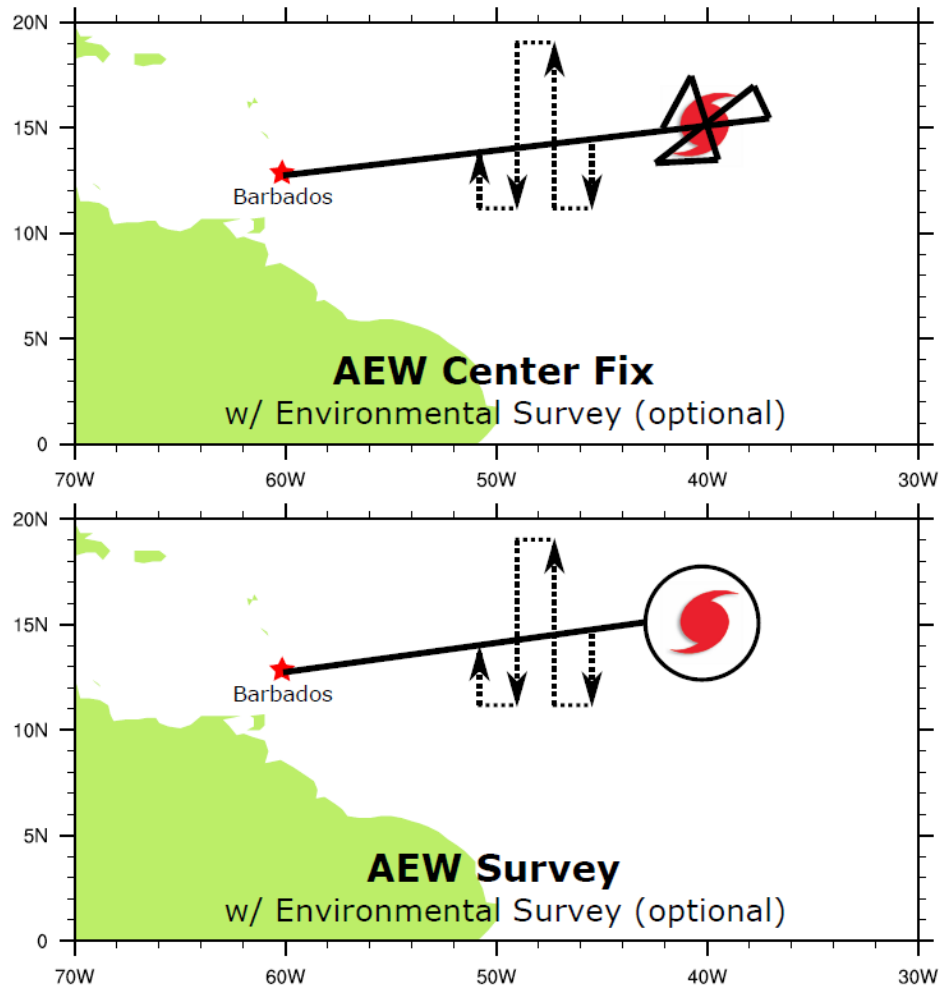 20N
15N
Barbados
10N
5N
AEW Center Fix
w/ Environmental Survey (optional)
0
70W 60W 50W 40W 30W
20N
15N
Barbados
10N
5N
AEW Survey
w/ Environmental Survey (optional)
0
70W 60W 50W 40W 30W